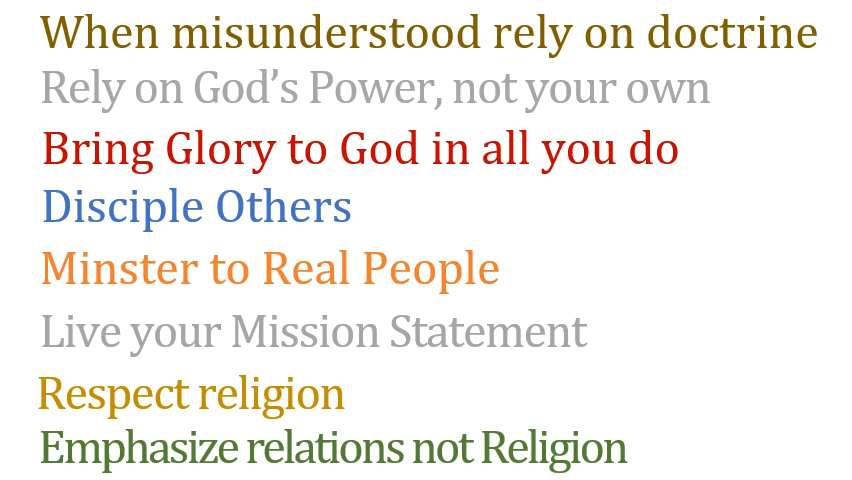 When misunderstood rely on doctrine
Rely on God’s Power, not your own
Bring Glory to God in all you do
Disciple Others
Minster to Real People
Live your Mission Statement
Respect religion
Emphasize relations not Religion